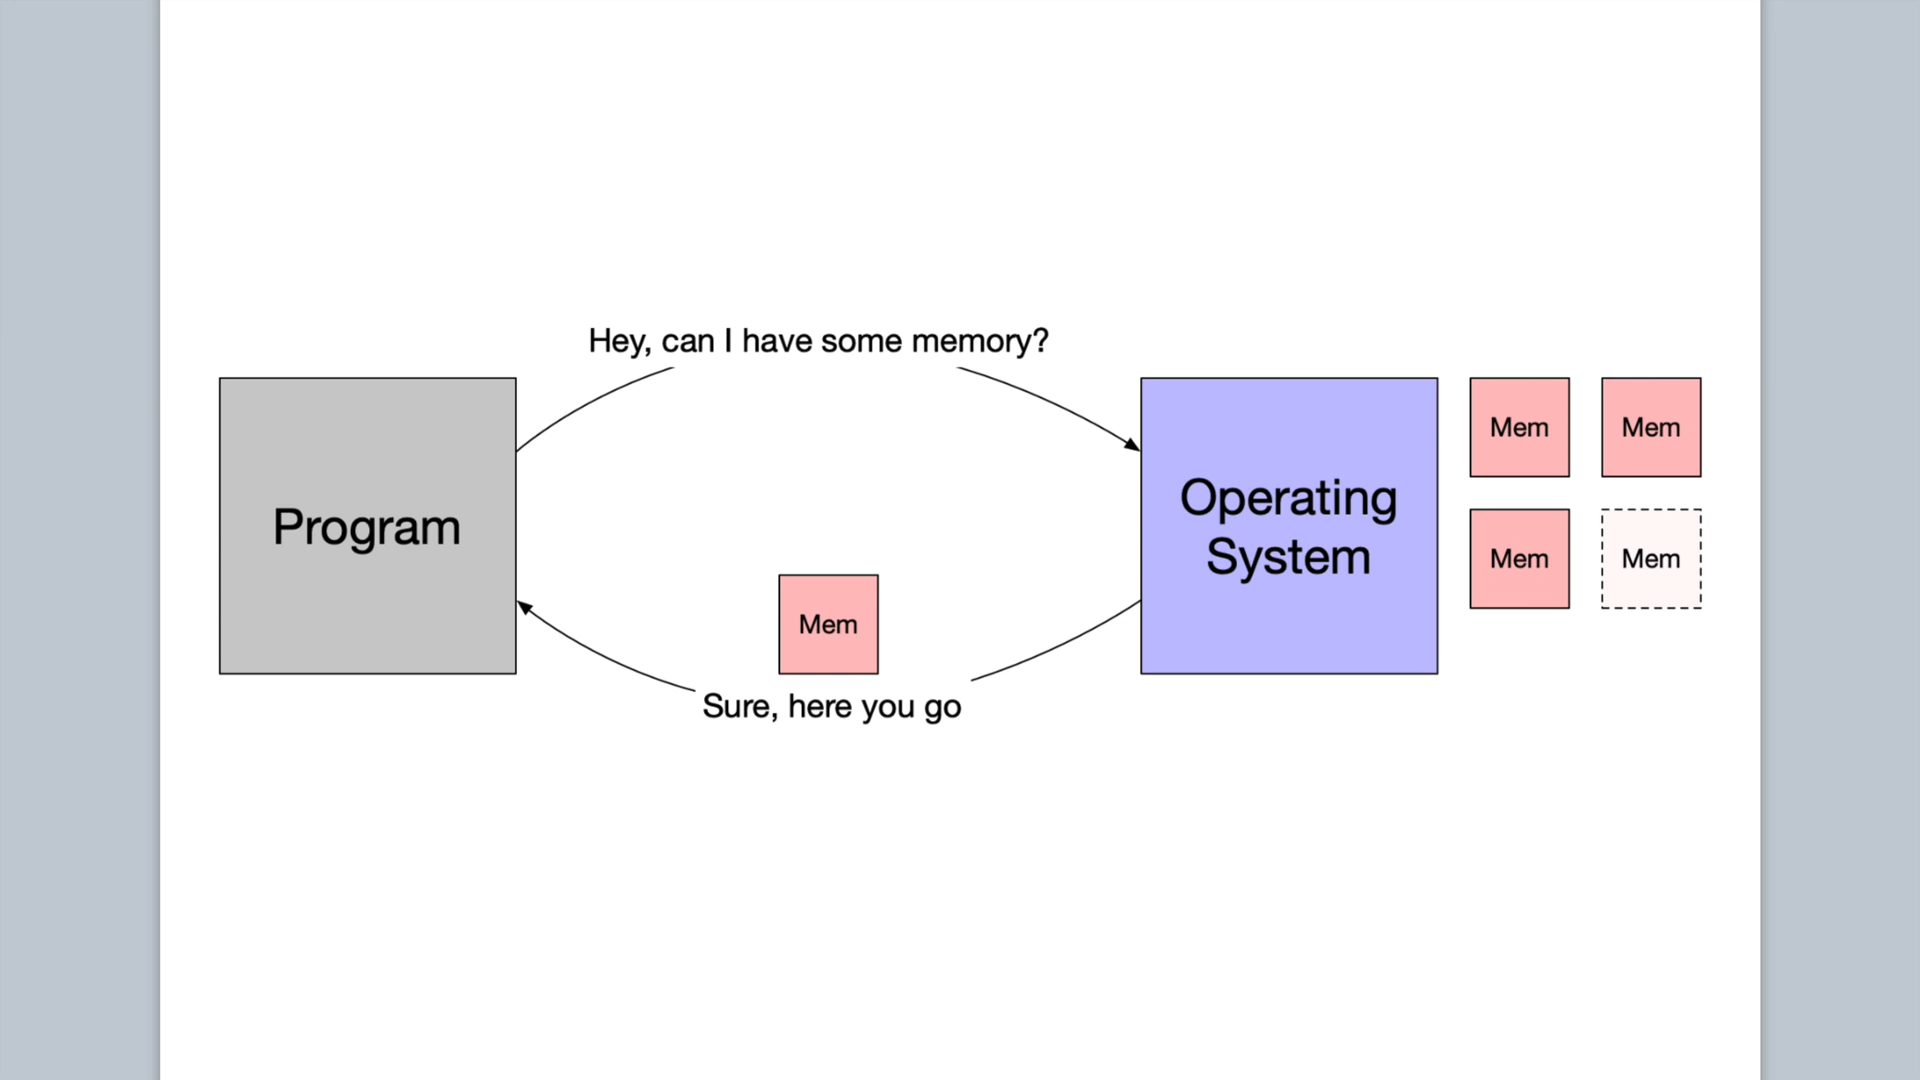 Hey, can I have some memory?
Program
Operating
System
Mem
Mem
Mem
Mem
Mem
Sure, here you go